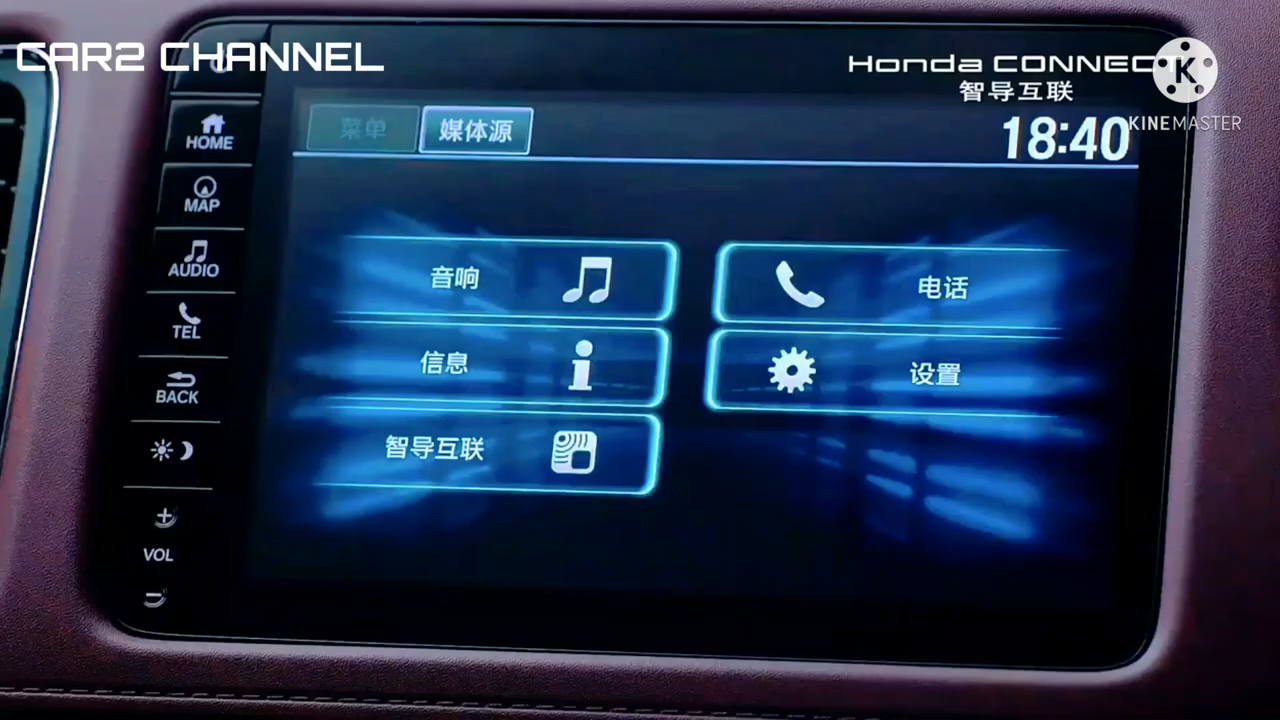 CAR2 CHANNEL
Honda CONNECT
智导互联
K
KINEMASTER
菜单
媒体源
18:40
HOME
MAP
AUDIO
TEL
BACK
VOL
音响
电话
信息
设置
智导互联